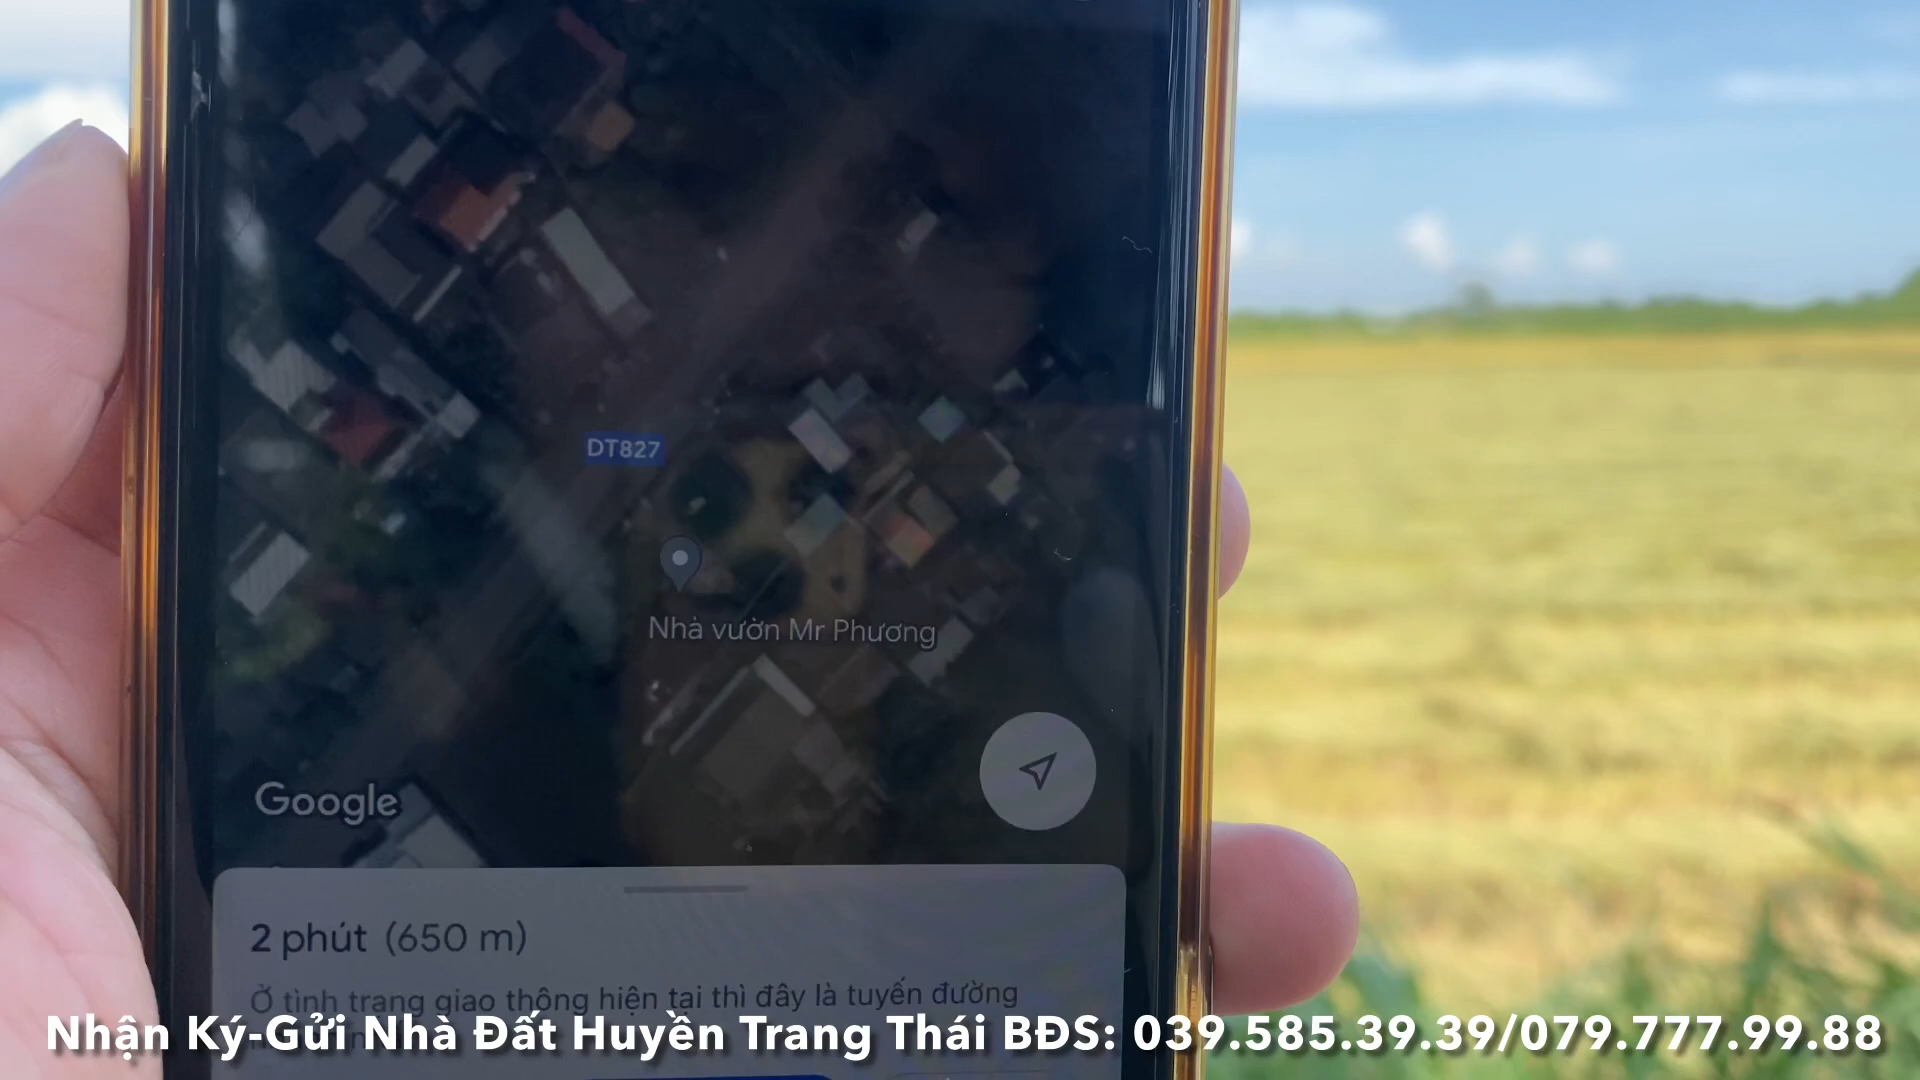 DT827
Nhà vườn Mr Phương
Google
2 phút (650 m)
Ở tình trạng giao thông hiện tại thì đây là tuyến đường
Nhận Ký-Gửi Nhà Đất Huyền Trang Thái BĐS: 039.585.39.39/079.777.99.88